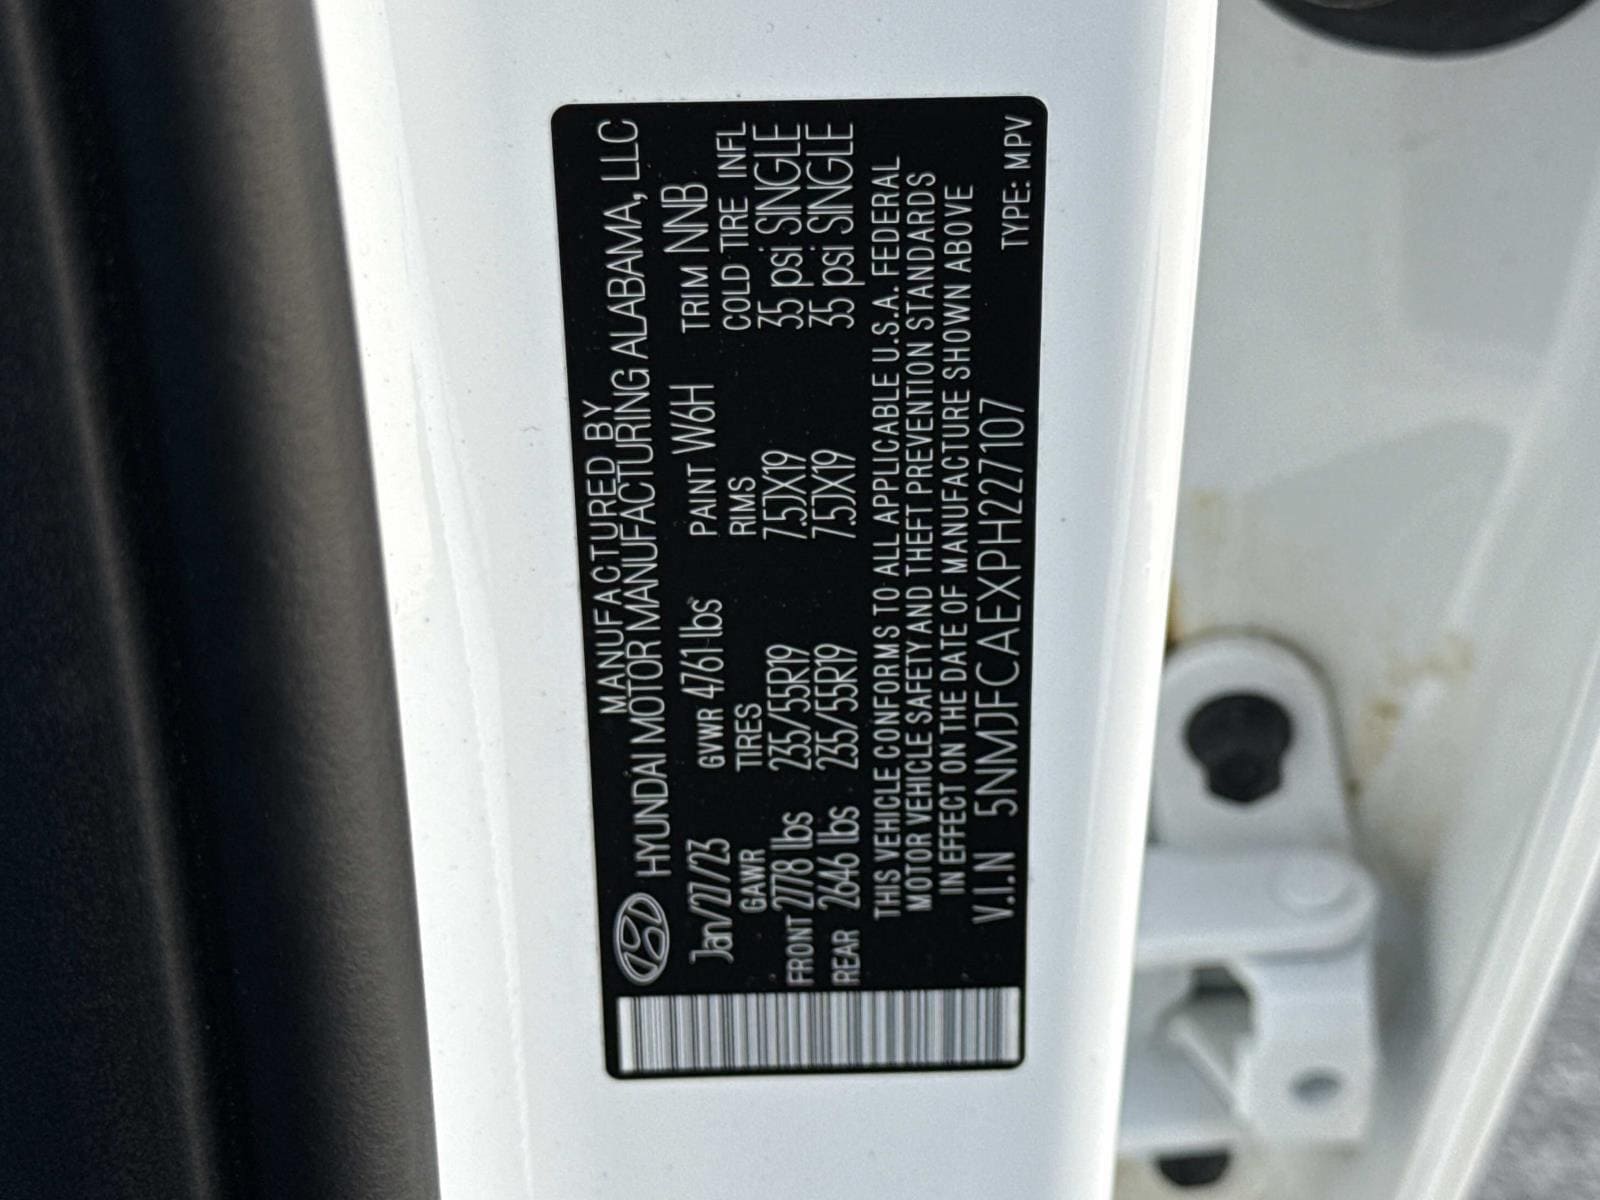 MANUFACTURED BY
HYUNDAI MOTOR MANUFACTURING ALABAMA, LLC
Jan/27/23 GVWR 4761 lbs PAINT W6H TRIM NNB
GAWR TIRES RIMS COLD TIRE INFL
FRONT 2778 lbs 235/55R19 7.5JX19 35 psi SINGLE
REAR 2646 lbs 235/55R19 7.5JX19 35 psi SINGLE
THIS VEHICLE CONFORMS TO ALL APPLICABLE U.S.A. FEDERAL
MOTOR VEHICLE SAFETY AND THEFT PREVENTION STANDARDS
IN EFFECT ON THE DATE OF MANUFACTURE SHOWN ABOVE
V.I.N 5NMJFCAEXPH227107
TYPE: MPV